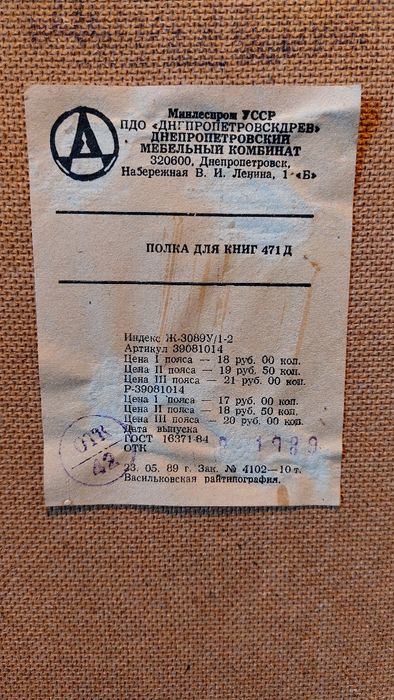 Минлеспром УССР
ПДО «ДНЕПРОПЕТРОВСКДРЕВ»
ДНЕПРОПЕТРОВСКИЙ
МЕБЕЛЬНЫЙ КОМБИНАТ
320600, Днепропетровск,
Набережная В. И. Ленина, 1 «Б»
ПОЛКА ДЛЯ КНИГ 471 Д
Индекс Ж-3089У/1-2
Артикул 39081014
Цена I пояса — 18 руб. 00 коп.
Цена II пояса — 19 руб. 50 коп.
Цена III пояса — 21 руб. 00 коп.
Р-39081014
Цена I пояса — 17 руб. 00 коп.
Цена II пояса — 18 руб. 50 коп.
Цена III пояса — 20 руб. 00 коп.
Дата выпуска
ГОСТ 16371-84 1989
ОТК
ОТК
42
23. 05. 89 г. Зак. № 4102—10 т.
Васильковская райтипография.